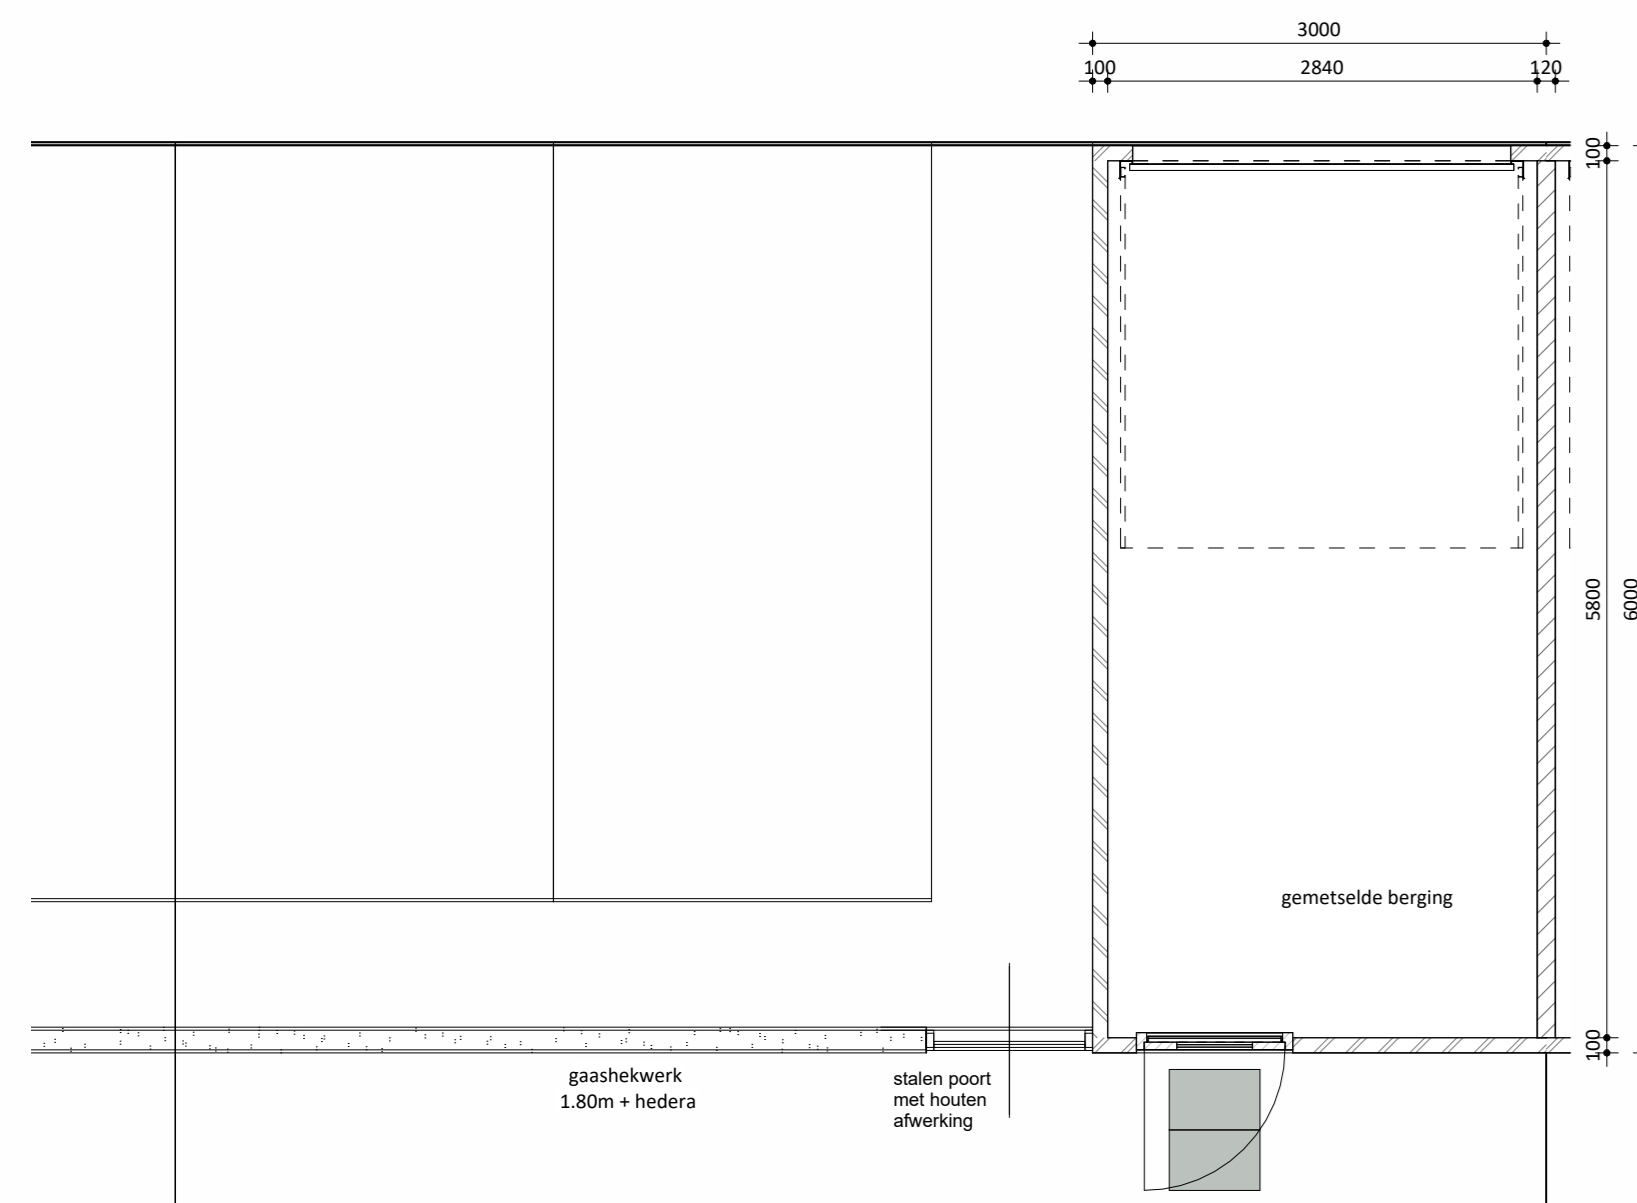 3000
100 2840 120
100
5800
6000
gemetselde berging
100
gaashekwerk
1.80m + hedera
stalen poort
met houten
afwerking